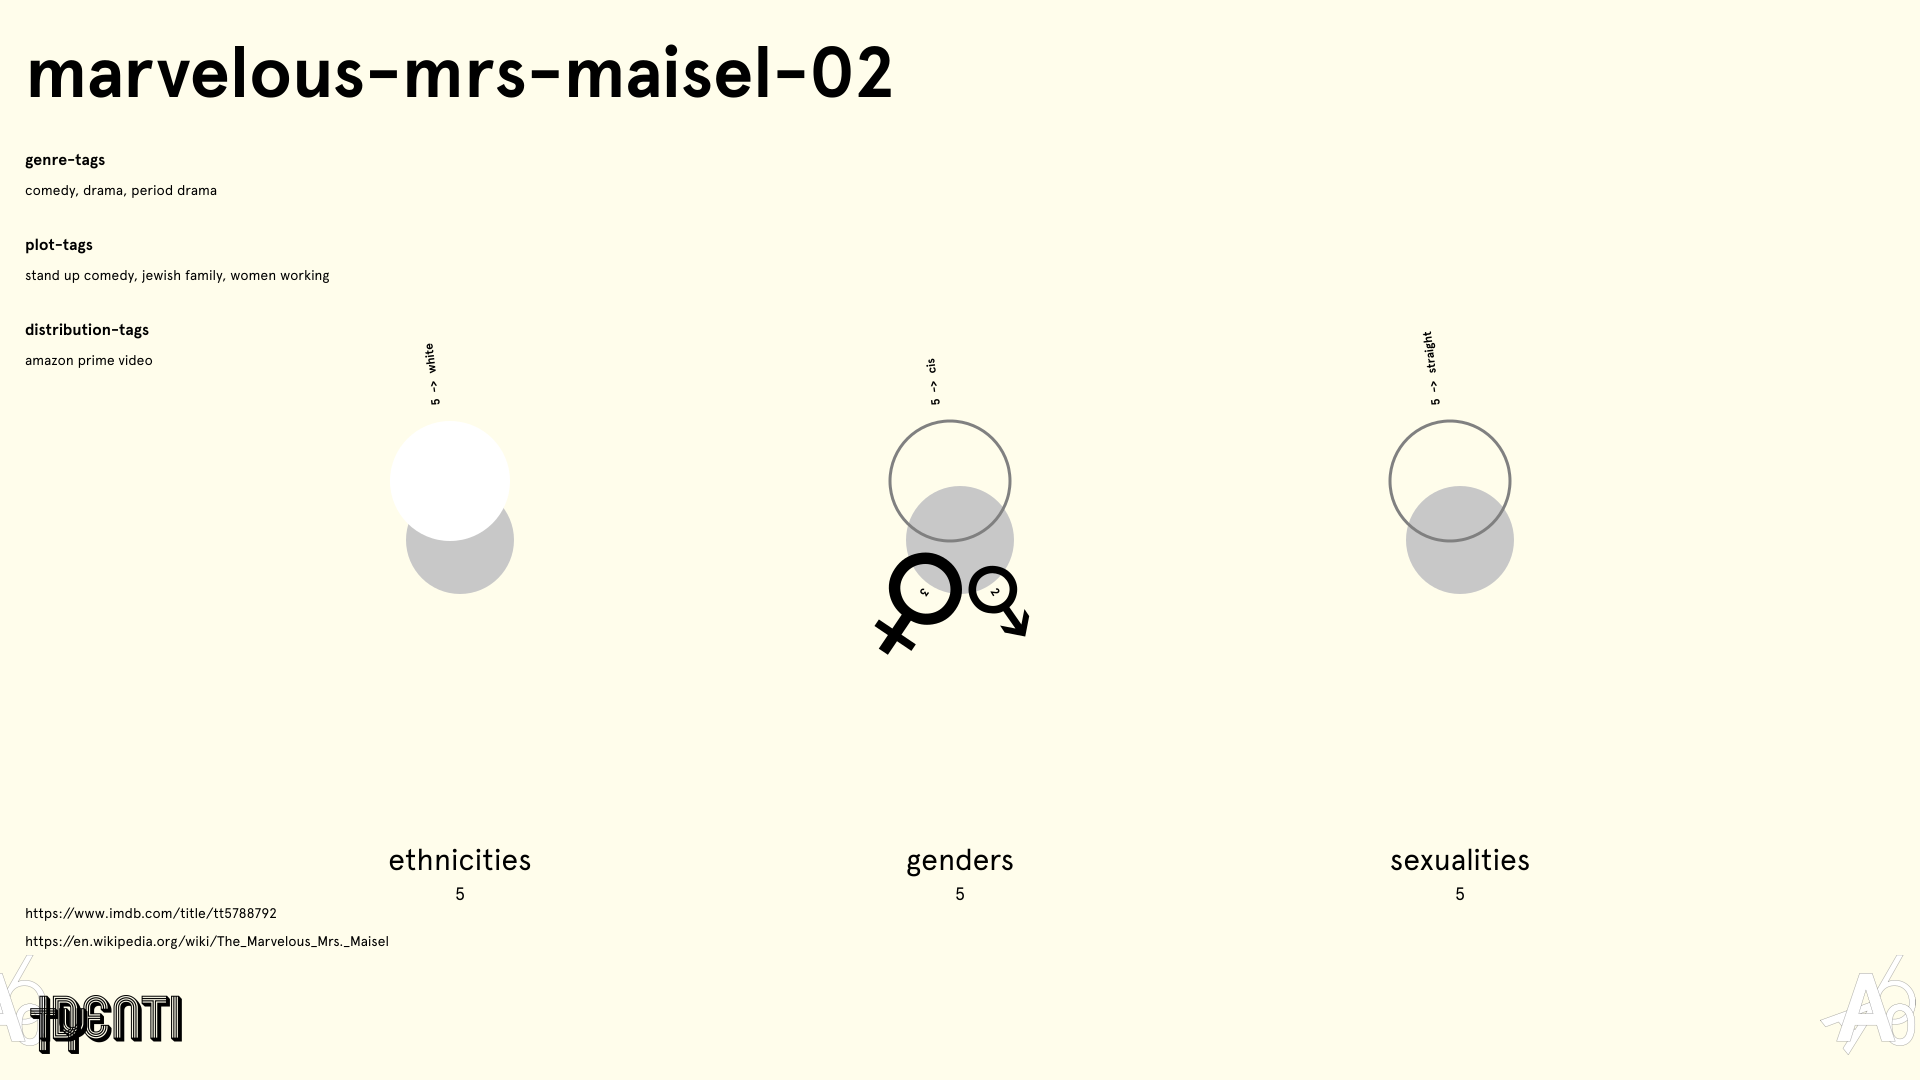 marvelous-mrs-maisel-02
genre-tags
comedy, drama, period drama
plot-tags
stand up comedy, jewish family, women working
distribution-tags
amazon prime video
5 -> white
5 -> cis
5 -> straight
3
2
ethnicities
5
genders
5
sexualities
5
https://www.imdb.com/title/tt5788792
https://en.wikipedia.org/wiki/The_Marvelous_Mrs._Maisel
IDENTI